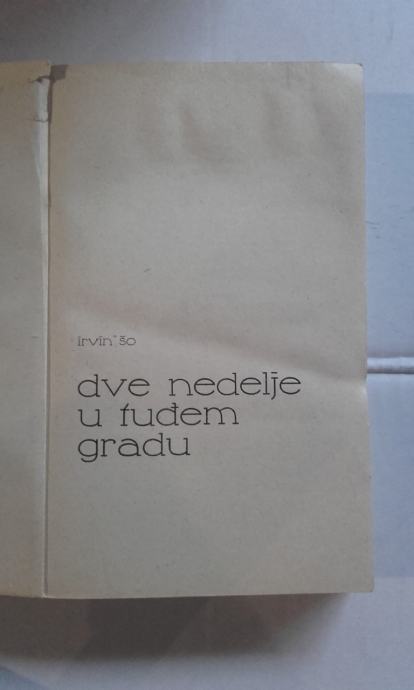 irvin šo
dve nedelje
u tuđem
gradu